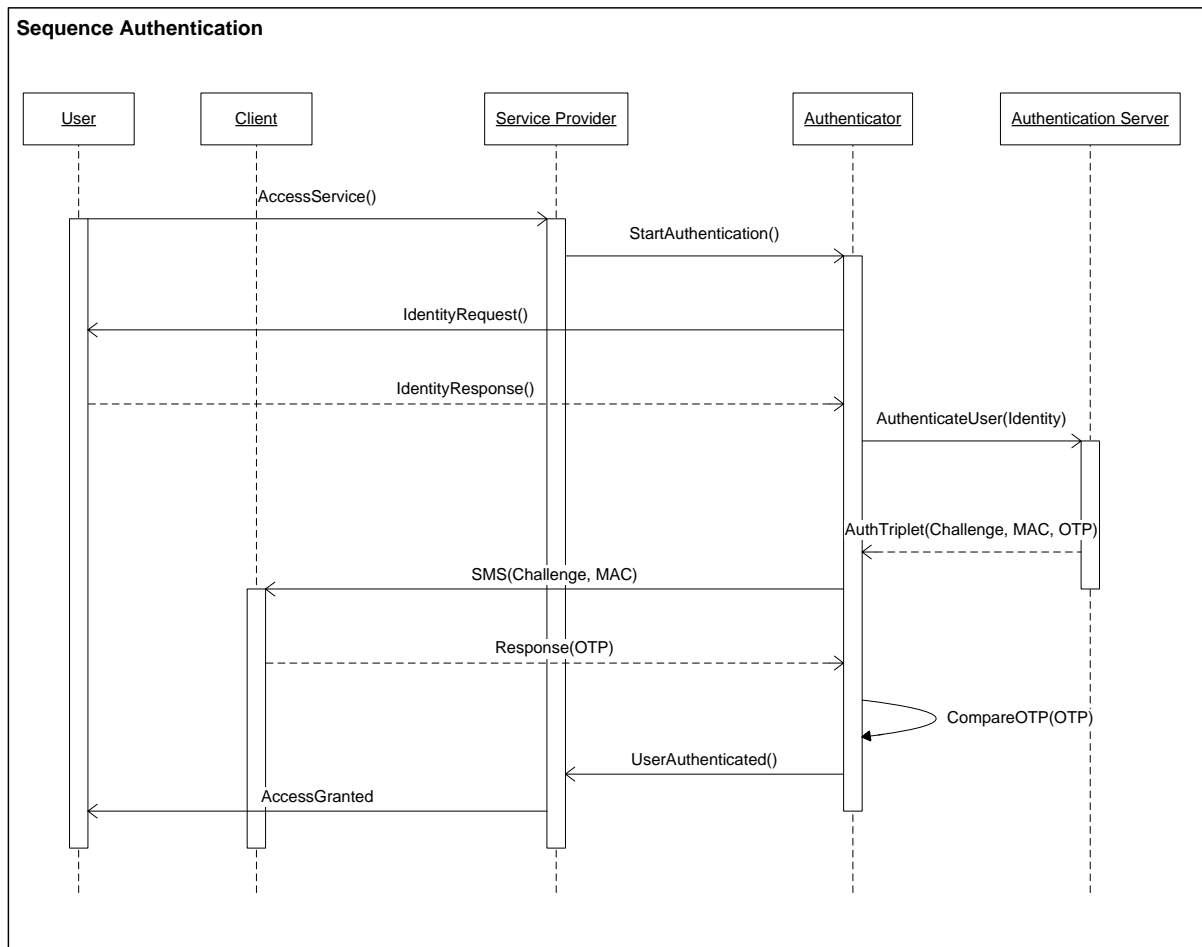 Sequence Authentication
User
Client
Service Provider
Authenticator
Authentication Server
AccessService()
StartAuthentication()
IdentityRequest()
IdentityResponse()
AuthenticateUser(Identity)
AuthTriplet(Challenge, MAC, OTP)
SMS(Challenge, MAC)
Response(OTP)
CompareOTP(OTP)
UserAuthenticated()
AccessGranted